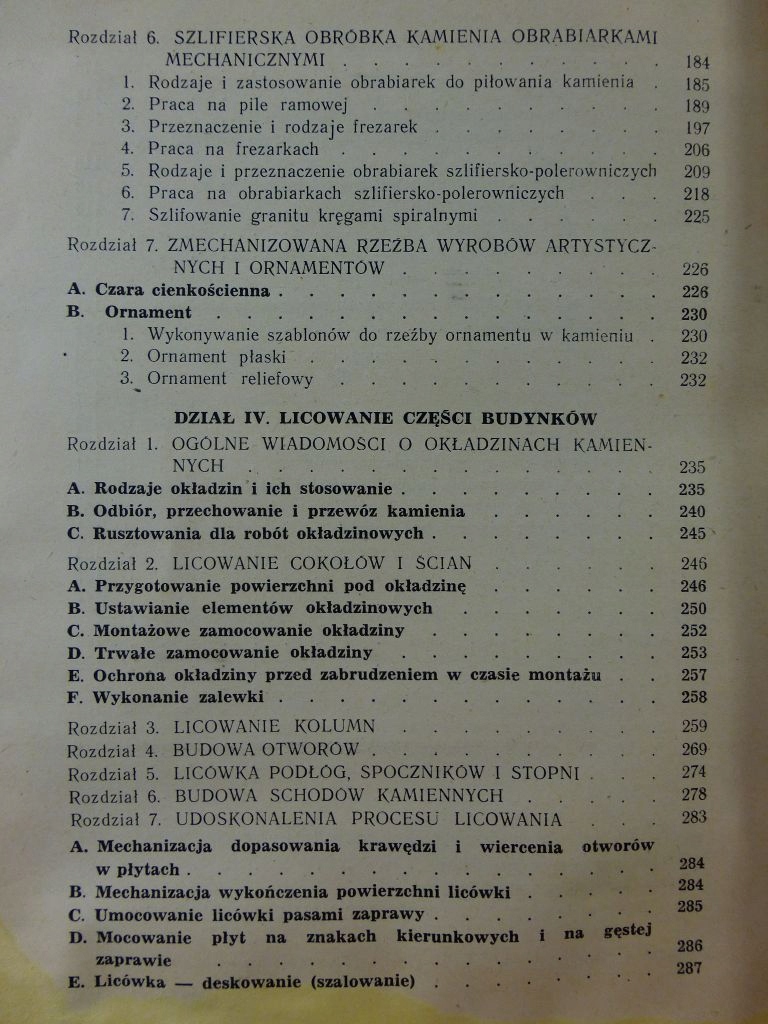 Rozdział 6. SZLIFIERSKA OBRÓBKA KAMIENIA OBRABIARKAMI
MECHANICZNYMI . . . . . . . . . . 184
1. Rodzaje i zastosowanie obrabiarek do piłowania kamienia . 185
2. Praca na pile ramowej . . . . . . . . . 189
3. Przeznaczenie i rodzaje frezarek . . . . . . . 197
4. Praca na frezarkach . . . . . . . . . . 206
5. Rodzaje i przeznaczenie obrabiarek szlifiersko-polerowniczych 209
6. Praca na obrabiarkach szlifiersko-polerowniczych . . . 218
7. Szlifowanie granitu kręgami spiralnymi . . . . . . 225
Rozdział 7. ZMECHANIZOWANA RZEŹBA WYROBÓW ARTYSTYCZ-
NYCH I ORNAMENTÓW . . . . . . . . 226
A. Czara cienkościenna . . . . . . . . . . . . 226
B. Ornament . . . . . . . . . . . . . . 230
1. Wykonywanie szablonów do rzeźby ornamentu w kamieniu . 230
2. Ornament płaski . . . . . . . . . . . 232
3. Ornament reliefowy . . . . . . . . . . 232
DZIAŁ IV. LICOWANIE CZĘŚCI BUDYNKÓW
Rozdział 1. OGÓLNE WIADOMOŚCI O OKŁADZINACH KAMIEN-
NYCH . . . . . . . . . . . . . 235
A. Rodzaje okładzin i ich stosowanie . . . . . . . . 235
B. Odbiór, przechowanie i przewóz kamienia . . . . . . 240
C. Rusztowania dla robót okładzinowych . . . . . . . . 245
Rozdział 2. LICOWANIE COKOŁÓW I ŚCIAN . . . . . . 246
A. Przygotowanie powierzchni pod okładzinę . . . . . . 246
B. Ustawianie elementów okładzinowych . . . . . . . 250
C. Montażowe zamocowanie okładziny . . . . . . . . 252
D. Trwałe zamocowanie okładziny . . . . . . . . . 253
E. Ochrona okładziny przed zabrudzeniem w czasie montażu . . 257
F. Wykonanie zalewki . . . . . . . . . . . . 258
Rozdział 3. LICOWANIE KOLUMN . . . . . . . . . 259
Rozdział 4. BUDOWA OTWORÓW . . . . . . . . . 269
Rozdział 5. LICÓWKA PODŁÓG, SPOCZNIKÓW I STOPNI . . . 274
Rozdział 6. BUDOWA SCHODÓW KAMIENNYCH . . . . . 278
Rozdział 7. UDOSKONALENIA PROCESU LICOWANIA . . . 283
A. Mechanizacja dopasowania krawędzi i wiercenia otworów
w płytach . . . . . . . . . . . . . . . 284
B. Mechanizacja wykończenia powierzchni licówki . . . . . 284
C. Umocowanie licówki pasami zaprawy . . . . . . . . 285
D. Mocowanie płyt na znakach kierunkowych i na gęstej
zaprawie . . . . . . . . . . . . . . 286
E. Licówka — deskowanie (szalowanie) . . . . . . . . 287